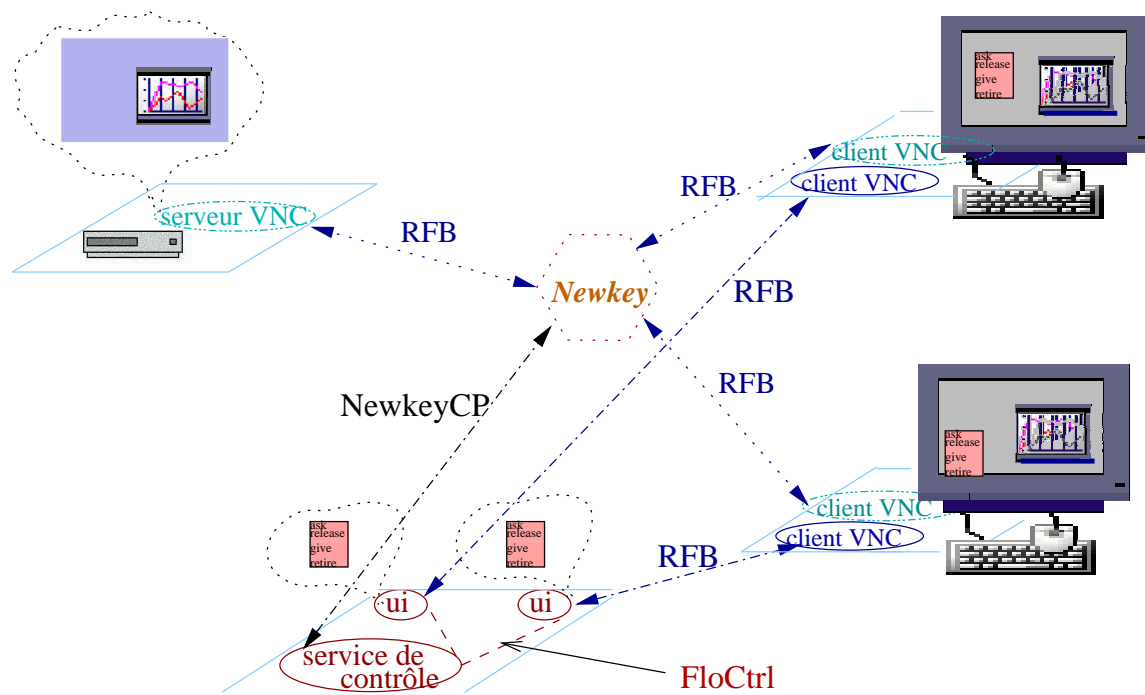 ask
release
give
retire
client VNC
client VNC
serveur VNC
RFB
RFB
Newkey
RFB
RFB
NewkeyCP
ask
release
give
retire
client VNC
client VNC
RFB
ask
release
give
retire
ask
release
give
retire
ui
ui
service de
contrôle
FloCtrl